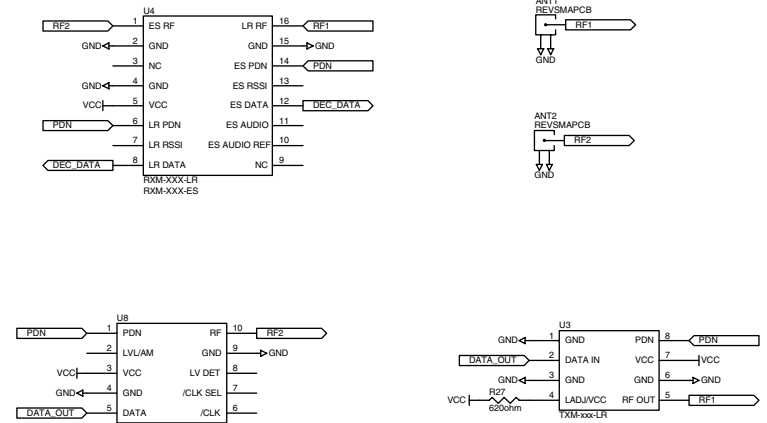 U4
RF2 1 ES RF LR RF 16 RF1
GND 2 GND GND 15 GND
3 NC ES PDN 14 PDN
GND 4 GND ES RSSI 13
VCC 5 VCC ES DATA 12 DEC_DATA
PDN 6 LR PDN ES AUDIO 11
7 LR RSSI ES AUDIO REF 10
DEC_DATA 8 LR DATA NC 9
RXM-XXX-LR
RXM-XXX-ES
ANT1
REVSMAPCB
RF1
GND
ANT2
REVSMAPCB
RF2
GND
U8
PDN 1 PDN RF 10 RF2
2 LVL/AM GND 9 GND
VCC 3 VCC LV DET 8
GND 4 GND /CLK SEL 7
DATA_OUT 5 DATA /CLK 6
U3
GND 1 GND PDN 8 PDN
DATA_OUT 2 DATA IN VCC 7 VCC
GND 3 GND GND 6 GND
VCC R27 4 LADJ/VCC RF OUT 5 RF1
620ohm
TXM-xxx-LR